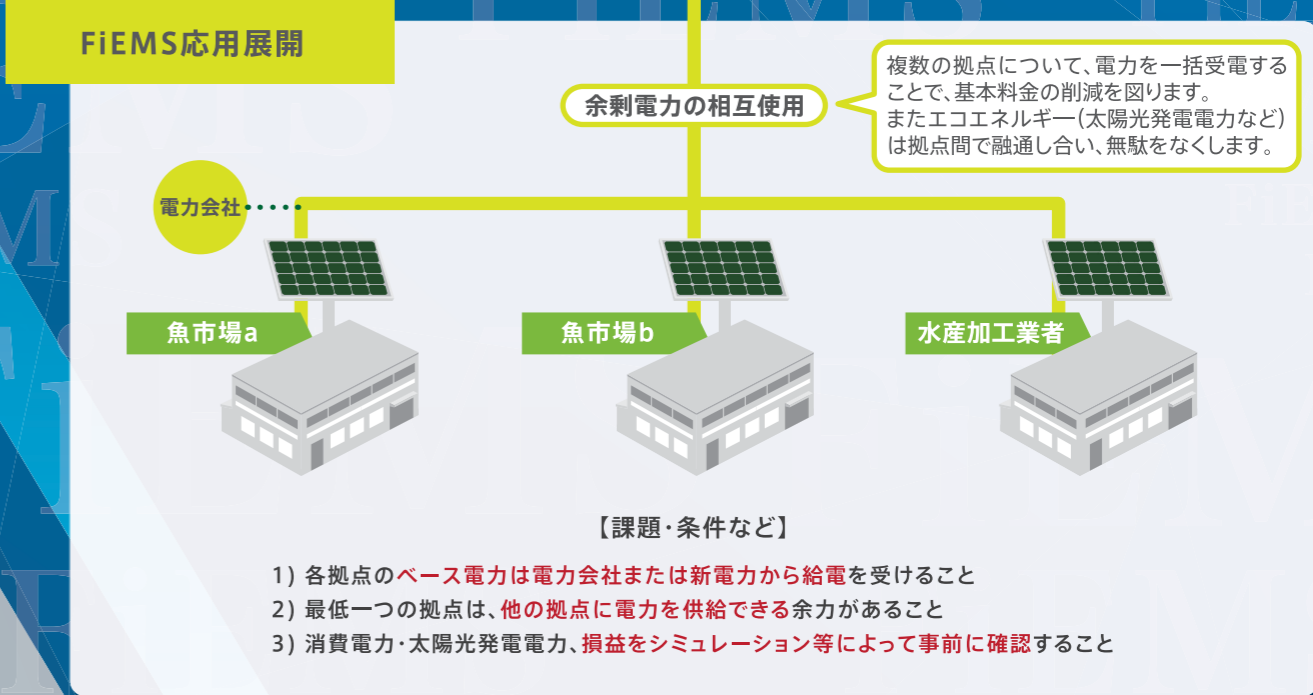 FiEMS応用展開
余剰電力の相互使用
複数の拠点について、電力を一括受電する
ことで、基本料金の削減を図ります。
またエコエネルギー(太陽光発電電力など)
は拠点間で融通し合い、無駄をなくします。
電力会社
魚市場a
魚市場b
水産加工業者
【課題・条件など】
1) 各拠点のベース電力は電力会社または新電力から給電を受けること
2) 最低一つの拠点は、他の拠点に電力を供給できる余力があること
3) 消費電力・太陽光発電電力、損益をシミュレーション等によって事前に確認すること